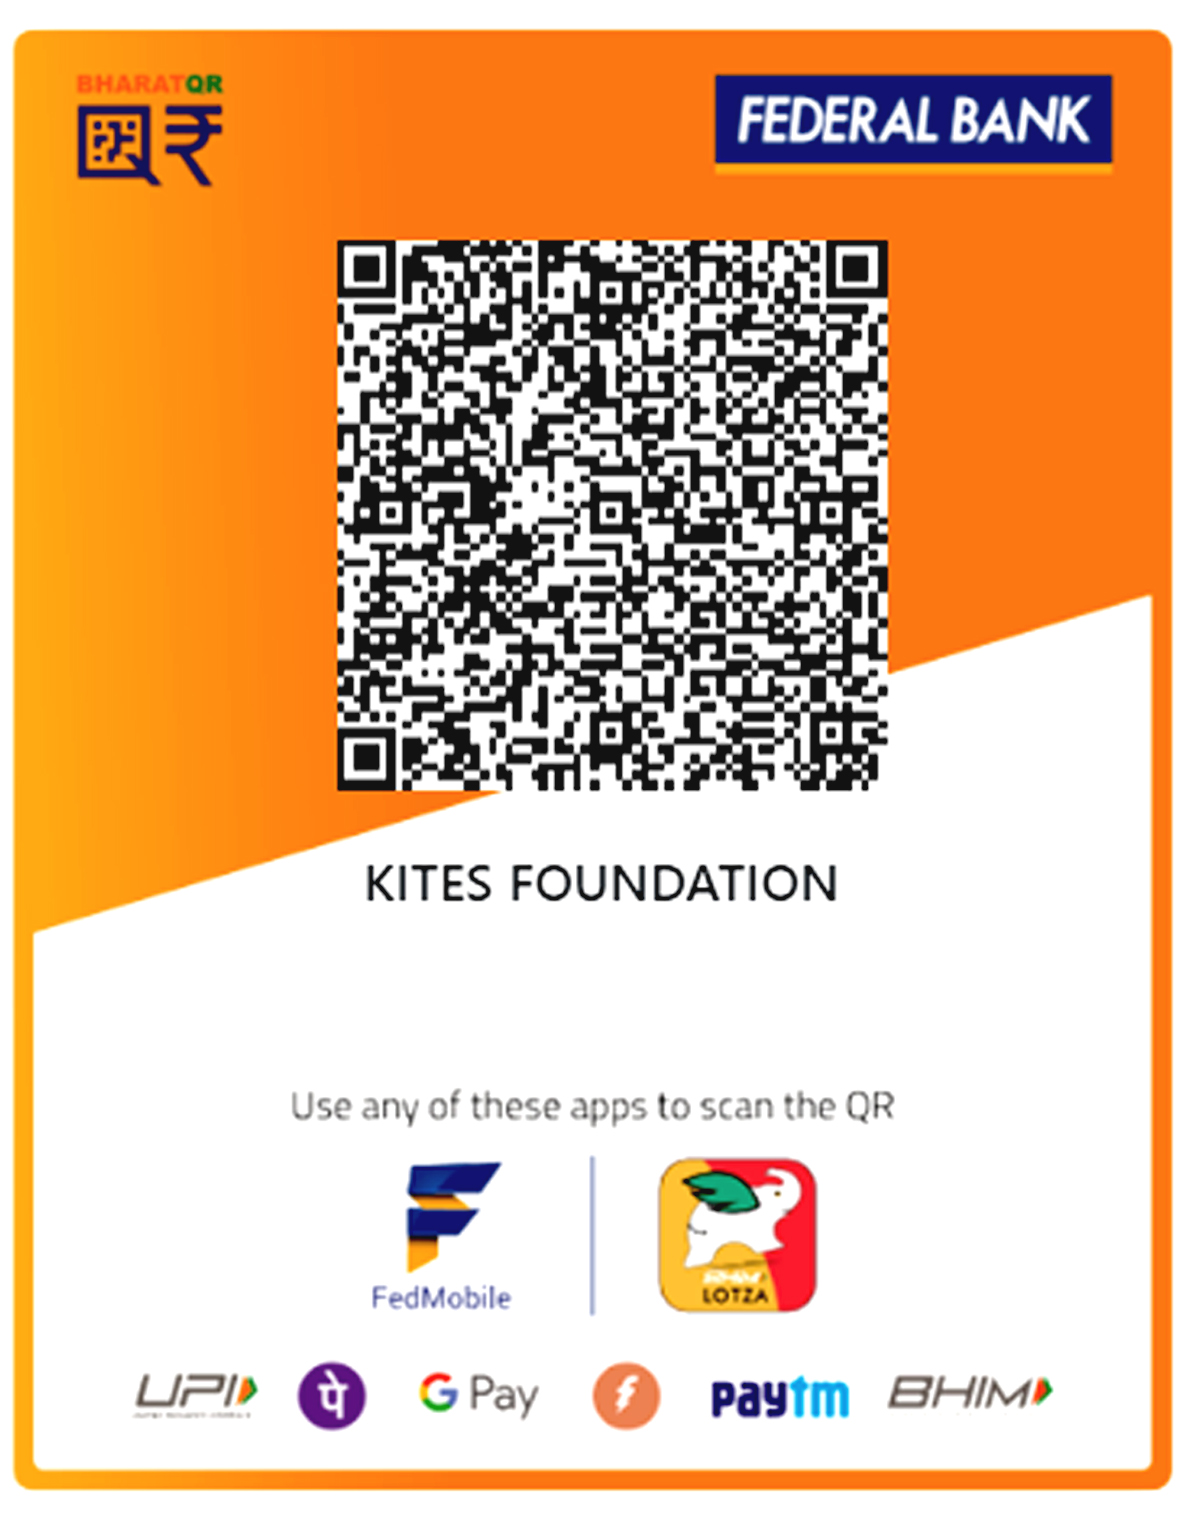 BHARATQR
FEDERAL BANK
KITES FOUNDATION
Use any of these apps to scan the QR
FedMobile
BHIM
LOTZA
UPI
पे
G Pay
paytm
BHIM